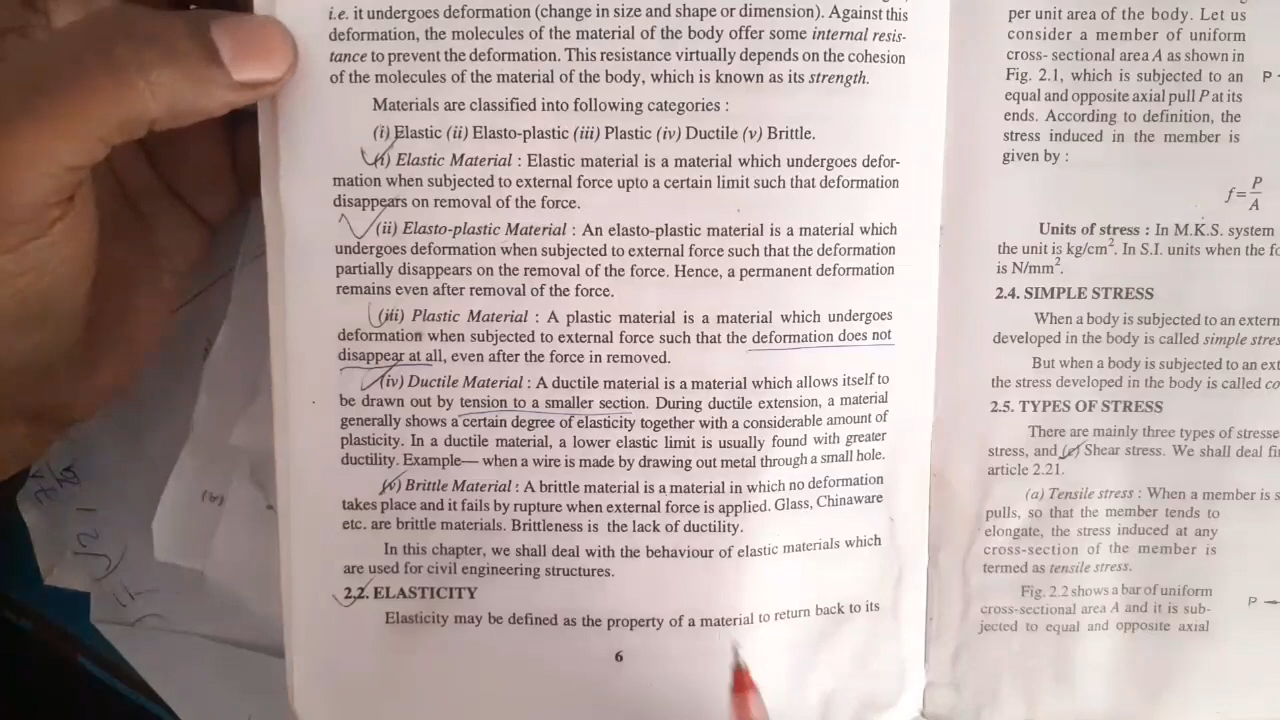 i.e. it undergoes deformation (change in size and shape or dimension). Against this
deformation, the molecules of the material of the body offer some internal resis-
tance to prevent the deformation. This resistance virtually depends on the cohesion
of the molecules of the material of the body, which is known as its strength.
Materials are classified into following categories :
(i) Elastic (ii) Elasto-plastic (iii) Plastic (iv) Ductile (v) Brittle.
(i) Elastic Material : Elastic material is a material which undergoes defor-
mation when subjected to external force upto a certain limit such that deformation
disappears on removal of the force.
(ii) Elasto-plastic Material : An elasto-plastic material is a material which
undergoes deformation when subjected to external force such that the deformation
partially disappears on the removal of the force. Hence, a permanent deformation
remains even after removal of the force.
(iii) Plastic Material : A plastic material is a material which undergoes
deformation when subjected to external force such that the deformation does not
disappear at all, even after the force in removed.
(iv) Ductile Material : A ductile material is a material which allows itself to
be drawn out by tension to a smaller section. During ductile extension, a material
generally shows a certain degree of elasticity together with a considerable amount of
plasticity. In a ductile material, a lower elastic limit is usually found with greater
ductility. Example— when a wire is made by drawing out metal through a small hole.
(v) Brittle Material : A brittle material is a material in which no deformation
takes place and it fails by rupture when external force is applied. Glass, Chinaware
etc. are brittle materials. Brittleness is the lack of ductility.
In this chapter, we shall deal with the behaviour of elastic materials which
are used for civil engineering structures.
2.2. ELASTICITY
Elasticity may be defined as the property of a material to return back to its
6
per unit area of the body. Let us
consider a member of uniform
cross- sectional area A as shown in
Fig. 2.1, which is subjected to an
equal and opposite axial pull P at its
ends. According to definition, the
stress induced in the member is
given by :
P
f = P/A
Units of stress : In M.K.S. system
the unit is kg/cm². In S.I. units when the
is N/mm².
2.4. SIMPLE STRESS
When a body is subjected to an
developed in the body is called simple
But when a body is subjected to an
the stress developed in the body is called
2.5. TYPES OF STRESS
There are mainly three types of
stress, and (c) Shear stress. We shall deal
article 2.21.
(a) Tensile stress : When a member is
pulls, so that the member tends to
elongate, the stress induced at any
cross-section of the member is
termed as tensile stress.
Fig. 2.2 shows a bar of uniform
cross-sectional area A and it is sub-
jected to equal and opposite axial
P